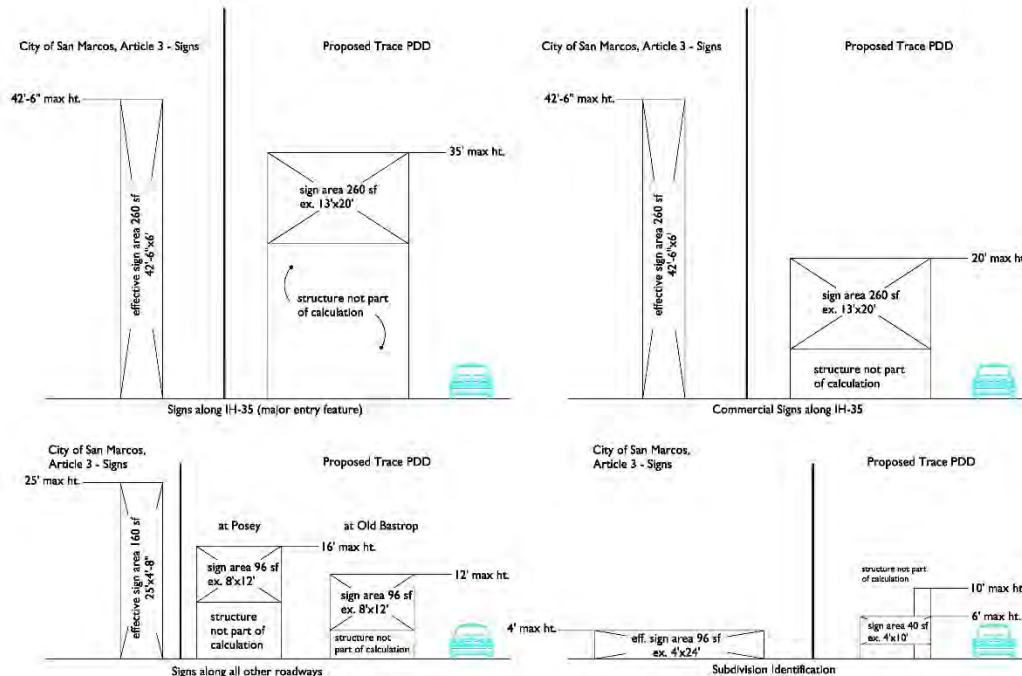 City of San Marcos, Article 3 - Signs
Proposed Trace PDD
42'-6" max ht.
effective sign area 260 sf
42'-6"x6'
35' max ht.
sign area 260 sf
ex. 13'x20'
structure not part
of calculation
Signs along IH-35 (major entry feature)
City of San Marcos, Article 3 - Signs
Proposed Trace PDD
42'-6" max ht.
effective sign area 260 sf
42'-6"x6'
20' max ht.
sign area 260 sf
ex. 13'x20'
structure not part
of calculation
Commercial Signs along IH-35
City of San Marcos,
Article 3 - Signs
Proposed Trace PDD
25' max ht.
effective sign area 160 sf
25'x4'-8"
at Posey
16' max ht.
sign area 96 sf
ex. 8'x12'
structure
not part of
calculation
at Old Bastrop
12' max ht.
sign area 96 sf
ex. 8'x12'
structure not
part of calculation
Signs along all other roadways
City of San Marcos,
Article 3 - Signs
Proposed Trace PDD
4' max ht.
eff. sign area 96 sf
ex. 4'x24'
structure not part
of calculation
10' max ht
6' max ht.
sign area 40 sf
ex. 4'x10'
Subdivision Identification